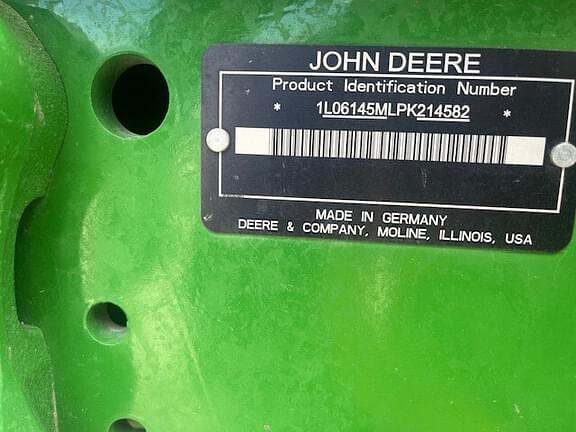 JOHN DEERE
Product Identification Number
* 1L06145MLPK214582 *
MADE IN GERMANY
DEERE & COMPANY, MOLINE, ILLINOIS, USA